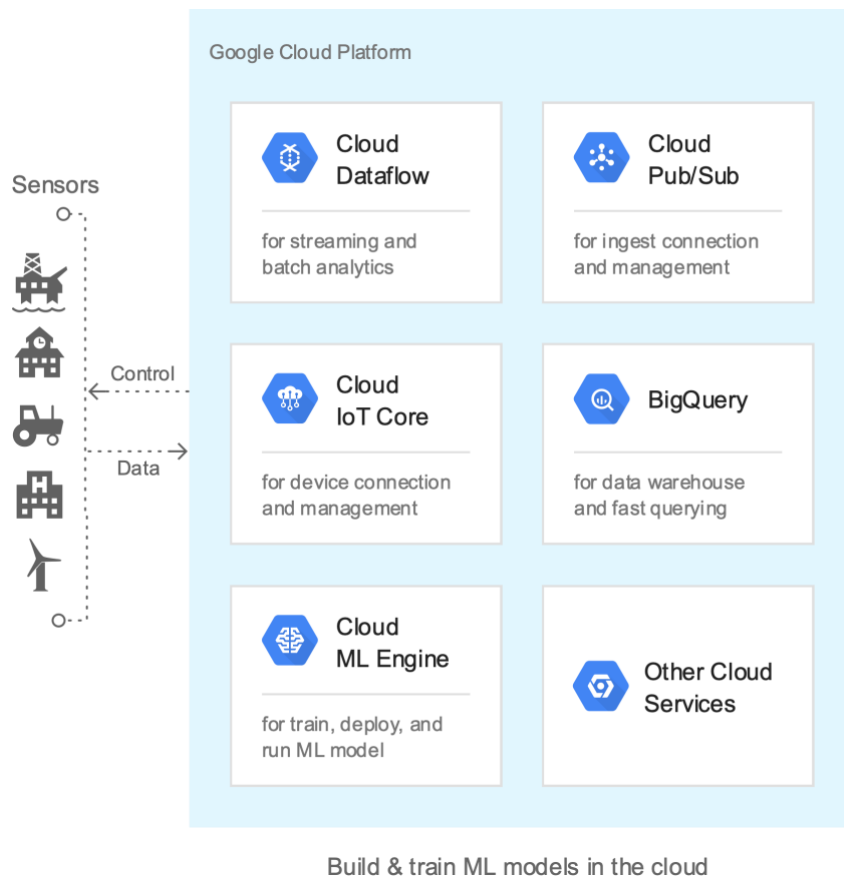 Google Cloud Platform
Sensors
Control
Data
Cloud
Dataflow
for streaming and
batch analytics
Cloud
Pub/Sub
for ingest connection
and management
Cloud
IoT Core
for device connection
and management
BigQuery
for data warehouse
and fast querying
Cloud
ML Engine
for train, deploy, and
run ML model
Other Cloud
Services
Build & train ML models in the cloud